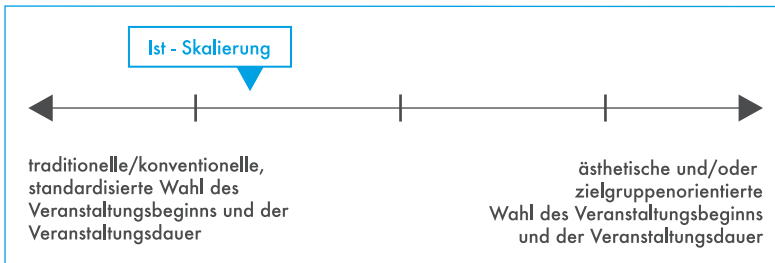 Ist - Skalierung
traditionelle/konventionelle,
standardisierte Wahl des
Veranstaltungsbeginns und der
Veranstaltungsdauer
ästhetische und/oder
zielgruppenorientierte
Wahl des Veranstaltungsbeginns
und der Veranstaltungsdauer